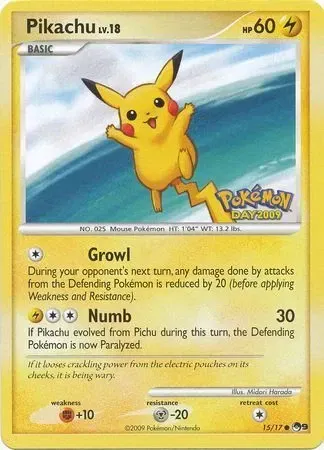 Pikachu LV.18 HP 60
BASIC
POKéMON
DAY2009
NO. 025 Mouse Pokémon HT: 1'04" WT: 13.2 lbs.
Growl
During your opponent's next turn, any damage done by attacks
from the Defending Pokémon is reduced by 20 (before applying
Weakness and Resistance).
Numb 30
If Pikachu evolved from Pichu during this turn, the Defending
Pokémon is now Paralyzed.
If it looses crackling power from the electric pouches on its
cheeks, it is being wary.
Illus. Midori Harada
weakness resistance retreat cost
+10 -20
©2009 Pokémon/Nintendo 15/17 ● 9